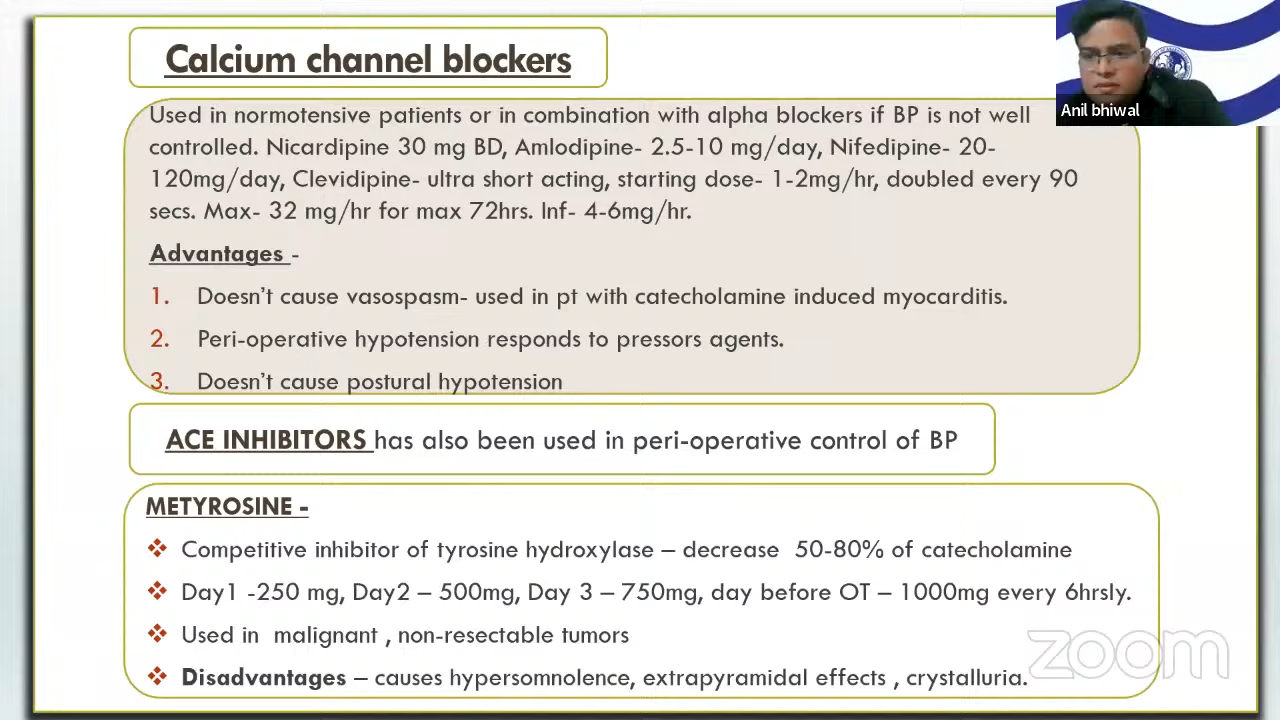 Calcium channel blockers
Anil bhiwal
Used in normotensive patients or in combination with alpha blockers if BP is not well
controlled. Nicardipine 30 mg BD, Amlodipine- 2.5-10 mg/day, Nifedipine- 20-
120mg/day, Clevidipine- ultra short acting, starting dose- 1-2mg/hr, doubled every 90
secs. Max- 32 mg/hr for max 72hrs. Inf- 4-6mg/hr.
Advantages -
1. Doesn't cause vasospasm- used in pt with catecholamine induced myocarditis.
2. Peri-operative hypotension responds to pressors agents.
3. Doesn't cause postural hypotension
ACE INHIBITORS has also been used in peri-operative control of BP
METYROSINE -
❖ Competitive inhibitor of tyrosine hydroxylase – decrease 50-80% of catecholamine
❖ Day1 -250 mg, Day2 – 500mg, Day 3 – 750mg, day before OT – 1000mg every 6hrsly.
❖ Used in malignant , non-resectable tumors
❖ Disadvantages – causes hypersomnolence, extrapyramidal effects , crystalluria.
zoom